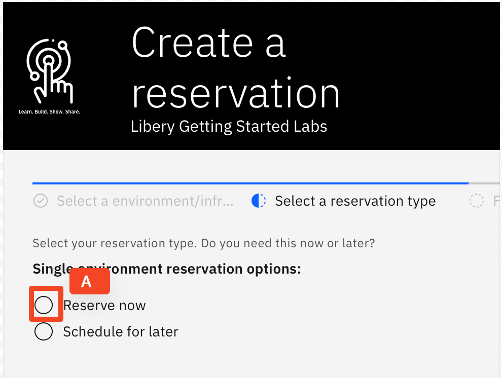 Create a
reservation
Learn. Build. Show. Share.
Libery Getting Started Labs
Select a environment/infr...
Select a reservation type
F
Select your reservation type. Do you need this now or later?
Single environment reservation options:
A
Reserve now
Schedule for later